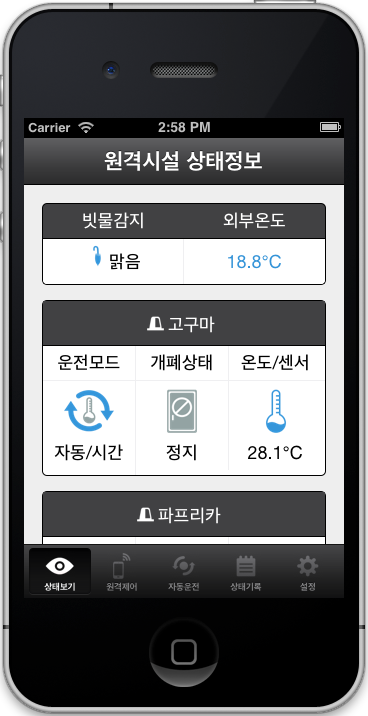 Carrier 2:58 PM
원격시설 상태정보
빗물감지 외부온도
맑음 18.8°C
고구마
운전모드 개폐상태 온도/센서
자동/시간 정지 28.1°C
파프리카
상태보기 원격제어 자동운전 상태기록 설정